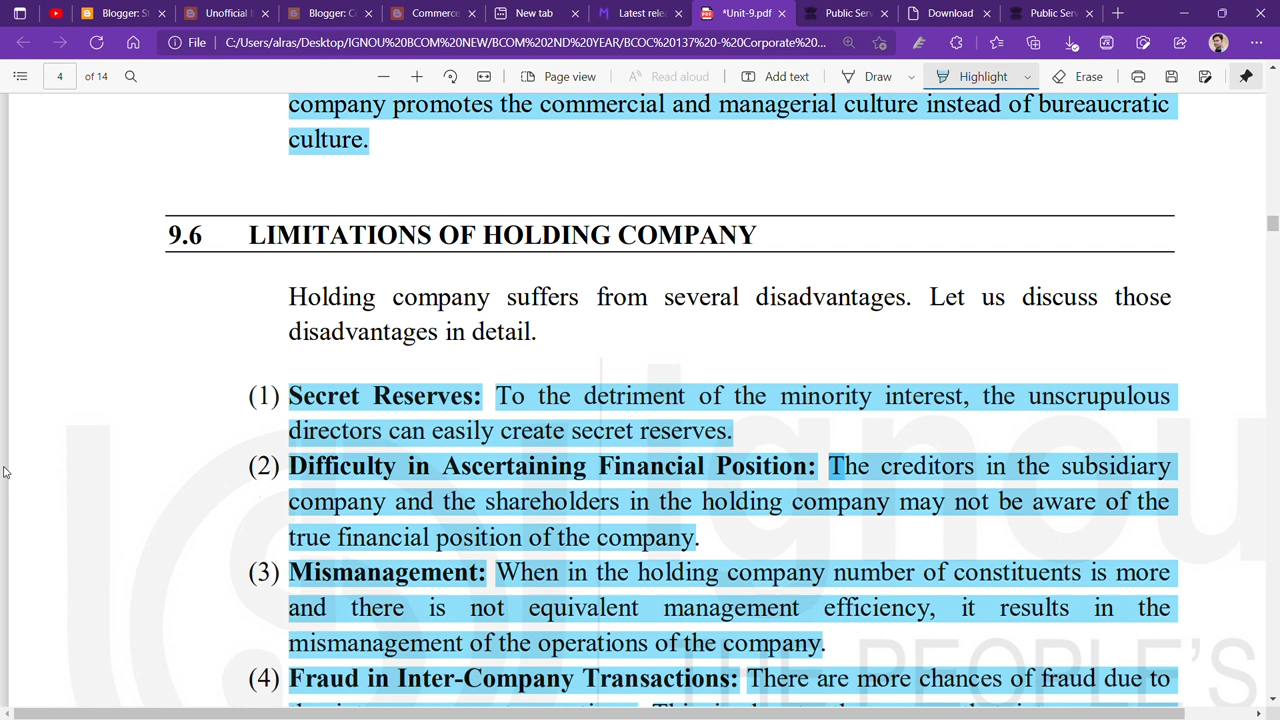 Blogger: St
Unofficial I
Blogger: Co
Commerce
New tab
Latest rele
*Unit-9.pdf
Public Serv
Download
Public Serv
File C:/Users/alras/Desktop/IGNOU%20BCOM%20NEW/BCOM%202ND%20YEAR/BCOC%20137%20-%20Corporate%20...
4 of 14 Page view Read aloud Add text Draw Highlight Erase
company promotes the commercial and managerial culture instead of bureaucratic
culture.
9.6 LIMITATIONS OF HOLDING COMPANY
Holding company suffers from several disadvantages. Let us discuss those
disadvantages in detail.
(1) Secret Reserves: To the detriment of the minority interest, the unscrupulous
directors can easily create secret reserves.
(2) Difficulty in Ascertaining Financial Position: The creditors in the subsidiary
company and the shareholders in the holding company may not be aware of the
true financial position of the company.
(3) Mismanagement: When in the holding company number of constituents is more
and there is not equivalent management efficiency, it results in the
mismanagement of the operations of the company.
(4) Fraud in Inter-Company Transactions: There are more chances of fraud due to
ignou
THE PEOPLE'S